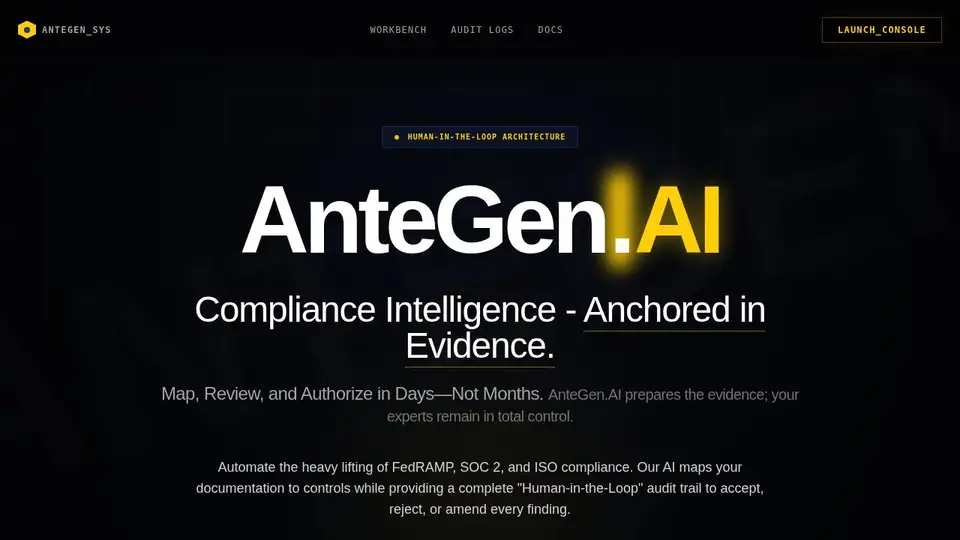 ANTEGEN_SYS
WORKBENCH AUDIT LOGS DOCS
LAUNCH_CONSOLE
HUMAN-IN-THE-LOOP ARCHITECTURE
AnteGen.AI
Compliance Intelligence - Anchored in
Evidence.
Map, Review, and Authorize in Days—Not Months. AnteGen.AI prepares the evidence; your
experts remain in total control.
Automate the heavy lifting of FedRAMP, SOC 2, and ISO compliance. Our AI maps your
documentation to controls while providing a complete "Human-in-the-Loop" audit trail to accept,
reject, or amend every finding.